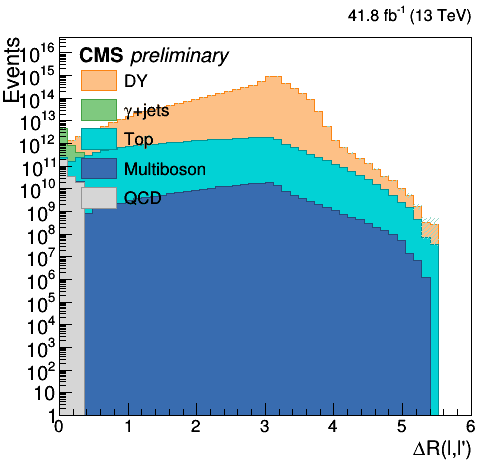 41.8 fb⁻¹ (13 TeV)
Events
CMS preliminary
DY
γ+jets
Top
Multiboson
QCD
10¹⁶
10¹⁵
10¹⁴
10¹³
10¹²
10¹¹
10¹⁰
10⁹
10⁸
10⁷
10⁶
10⁵
10⁴
10³
10²
10
1
0 1 2 3 4 5 6
ΔR(l,l')